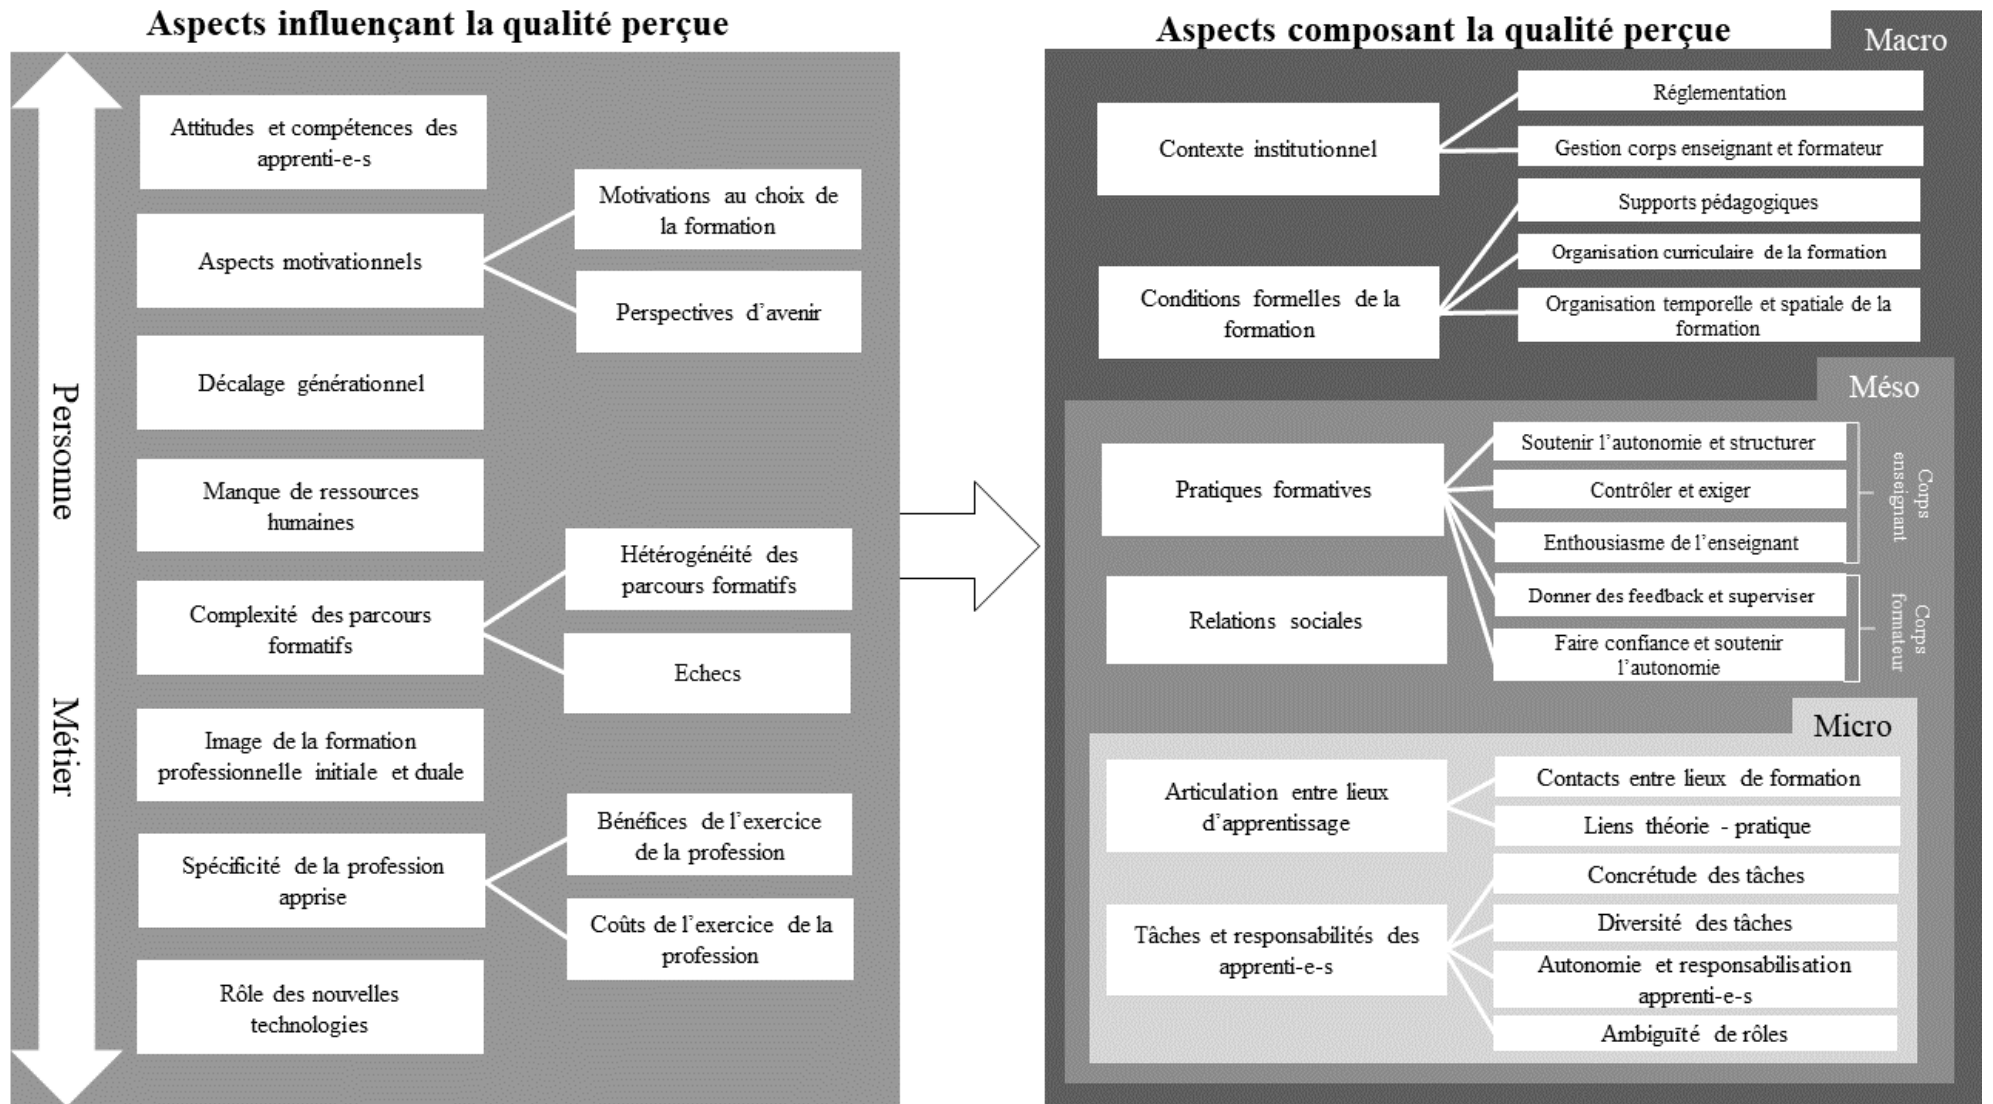 Aspects influençant la qualité perçue
Personne
Métier
Attitudes et compétences des
apprenti-e-s
Aspects motivationnels
Motivations au choix de
la formation
Perspectives d’avenir
Décalage générationnel
Manque de ressources
humaines
Complexité des parcours
formatifs
Hétérogénéité des
parcours formatifs
Echecs
Image de la formation
professionnelle initiale et duale
Spécificité de la profession
apprise
Bénéfices de l’exercice
de la profession
Coûts de l’exercice de la
profession
Rôle des nouvelles
technologies
Aspects composant la qualité perçue
Macro
Contexte institutionnel
Réglementation
Gestion corps enseignant et formateur
Conditions formelles de la
formation
Supports pédagogiques
Organisation curriculaire de la formation
Organisation temporelle et spatiale de la
formation
Méso
Pratiques formatives
Soutenir l’autonomie et structurer
Contrôler et exiger
Enthousiasme de l’enseignant
Corps
enseignant
Donner des feedback et superviser
Faire confiance et soutenir
l’autonomie
Corps
formateur
Relations sociales
Micro
Articulation entre lieux
d’apprentissage
Contacts entre lieux de formation
Liens théorie - pratique
Tâches et responsabilités des
apprenti-e-s
Concrétude des tâches
Diversité des tâches
Autonomie et responsabilisation
apprenti-e-s
Ambiguïté de rôles